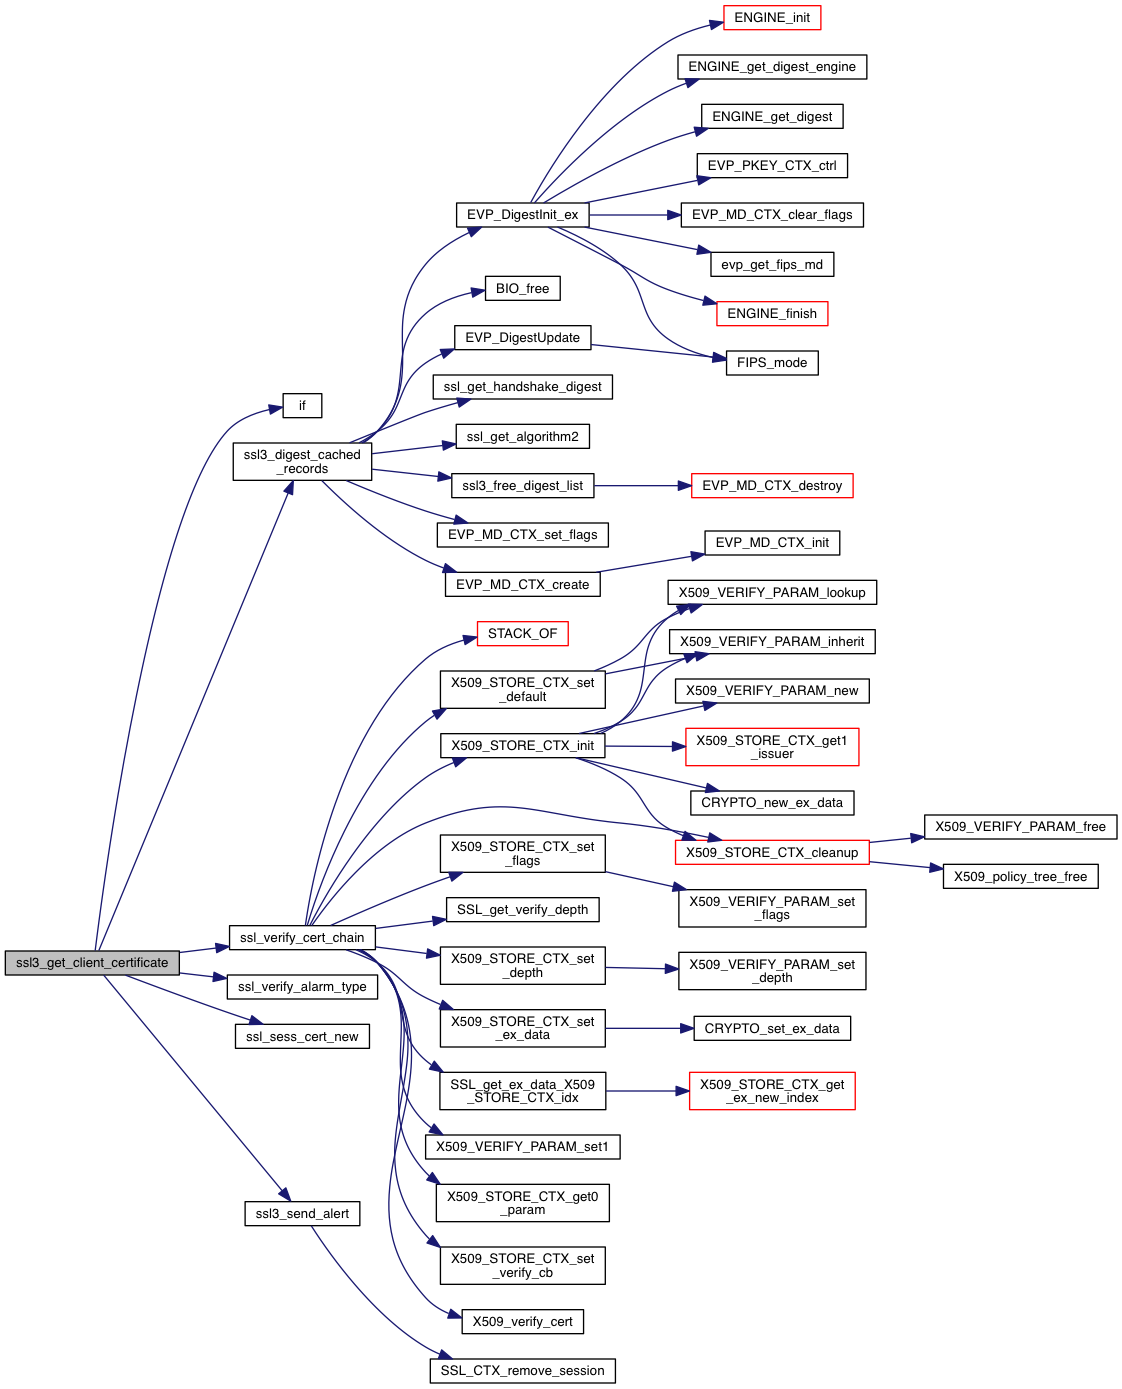 ENGINE_init
ENGINE_get_digest_engine
ENGINE_get_digest
EVP_PKEY_CTX_ctrl
EVP_DigestInit_ex
EVP_MD_CTX_clear_flags
evp_get_fips_md
BIO_free
ENGINE_finish
EVP_DigestUpdate
FIPS_mode
ssl_get_handshake_digest
if
ssl_get_algorithm2
ssl3_digest_cached
_records
ssl3_free_digest_list
EVP_MD_CTX_destroy
EVP_MD_CTX_set_flags
EVP_MD_CTX_init
EVP_MD_CTX_create
X509_VERIFY_PARAM_lookup
STACK_OF
X509_VERIFY_PARAM_inherit
X509_STORE_CTX_set
_default
X509_VERIFY_PARAM_new
X509_STORE_CTX_init
X509_STORE_CTX_get1
_issuer
CRYPTO_new_ex_data
X509_VERIFY_PARAM_free
X509_STORE_CTX_set
_flags
X509_STORE_CTX_cleanup
X509_policy_tree_free
X509_VERIFY_PARAM_set
_flags
SSL_get_verify_depth
ssl_verify_cert_chain
ssl3_get_client_certificate
X509_STORE_CTX_set
_depth
X509_VERIFY_PARAM_set
_depth
ssl_verify_alarm_type
ssl_sess_cert_new
X509_STORE_CTX_set
_ex_data
CRYPTO_set_ex_data
SSL_get_ex_data_X509
_STORE_CTX_idx
X509_STORE_CTX_get
_ex_new_index
X509_VERIFY_PARAM_set1
X509_STORE_CTX_get0
_param
ssl3_send_alert
X509_STORE_CTX_set
_verify_cb
X509_verify_cert
SSL_CTX_remove_session